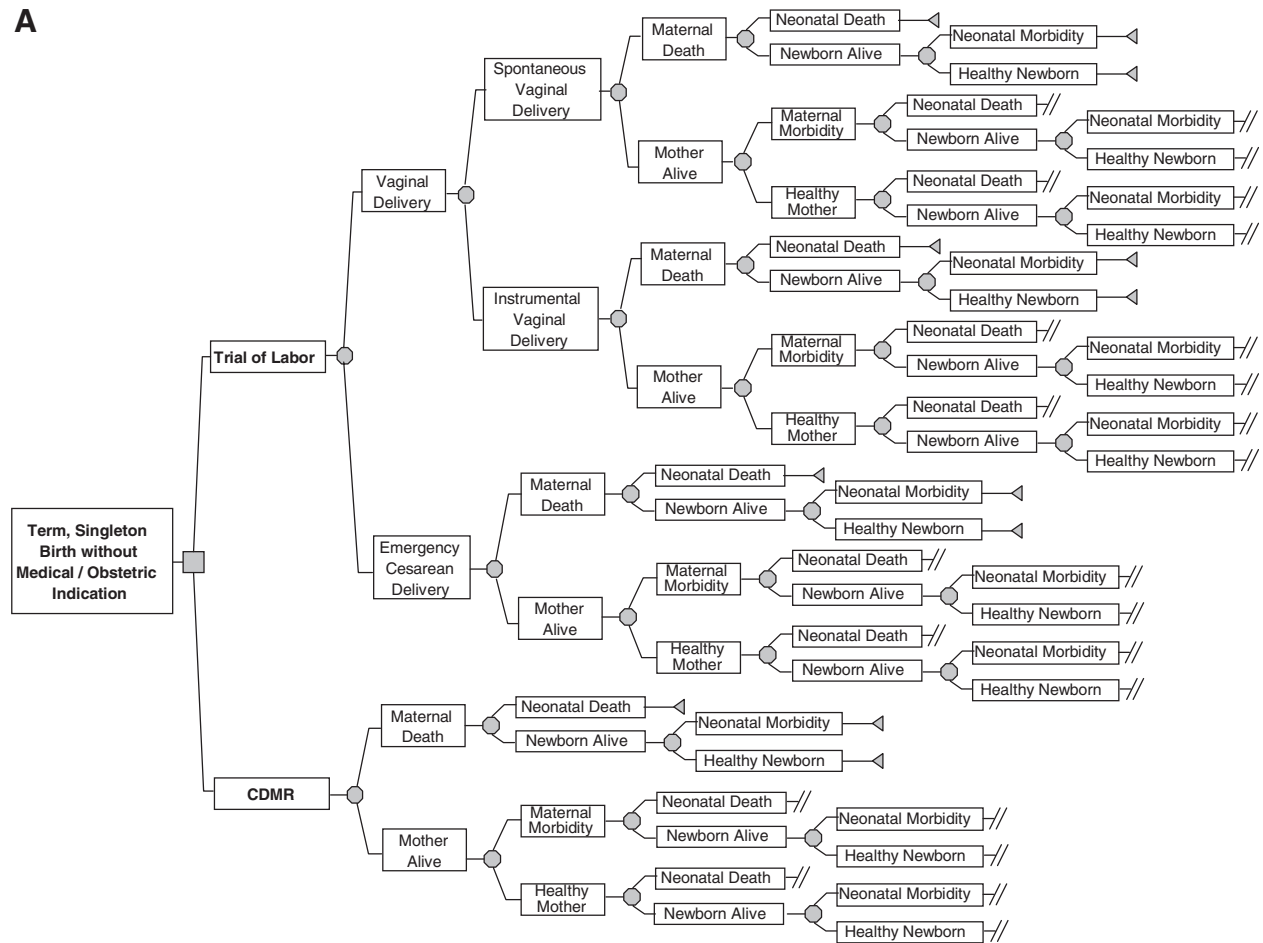 A
Term, Singleton
Birth without
Medical / Obstetric
Indication
Trial of Labor
Vaginal
Delivery
Spontaneous
Vaginal
Delivery
Maternal
Death
Neonatal Death
Newborn Alive
Neonatal Morbidity
Healthy Newborn
Mother
Alive
Maternal
Morbidity
Neonatal Death
Newborn Alive
Neonatal Morbidity
Healthy Newborn
Healthy
Mother
Neonatal Death
Newborn Alive
Neonatal Morbidity
Healthy Newborn
Instrumental
Vaginal
Delivery
Maternal
Death
Neonatal Death
Newborn Alive
Neonatal Morbidity
Healthy Newborn
Mother
Alive
Maternal
Morbidity
Neonatal Death
Newborn Alive
Neonatal Morbidity
Healthy Newborn
Healthy
Mother
Neonatal Death
Newborn Alive
Neonatal Morbidity
Healthy Newborn
Emergency
Cesarean
Delivery
Maternal
Death
Neonatal Death
Newborn Alive
Neonatal Morbidity
Healthy Newborn
Mother
Alive
Maternal
Morbidity
Neonatal Death
Newborn Alive
Neonatal Morbidity
Healthy Newborn
Healthy
Mother
Neonatal Death
Newborn Alive
Neonatal Morbidity
Healthy Newborn
CDMR
Maternal
Death
Neonatal Death
Newborn Alive
Neonatal Morbidity
Healthy Newborn
Mother
Alive
Maternal
Morbidity
Neonatal Death
Newborn Alive
Neonatal Morbidity
Healthy Newborn
Healthy
Mother
Neonatal Death
Newborn Alive
Neonatal Morbidity
Healthy Newborn